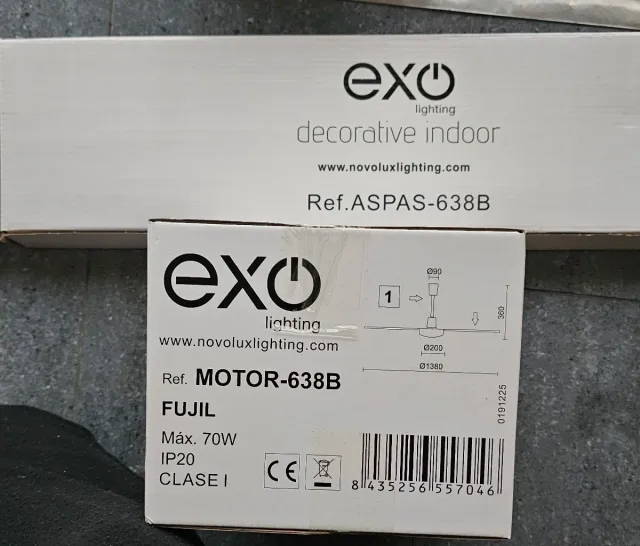 exo
lighting
decorative indoor
www.novoluxlighting.com
Ref.ASPAS-638B
exo
lighting
www.novoluxlighting.com
Ref. MOTOR-638B
FUJIL
Máx. 70W
IP20
CLASE I
CE
Ø90
1
360
Ø200
Ø1380
0191225
8 435256 557046